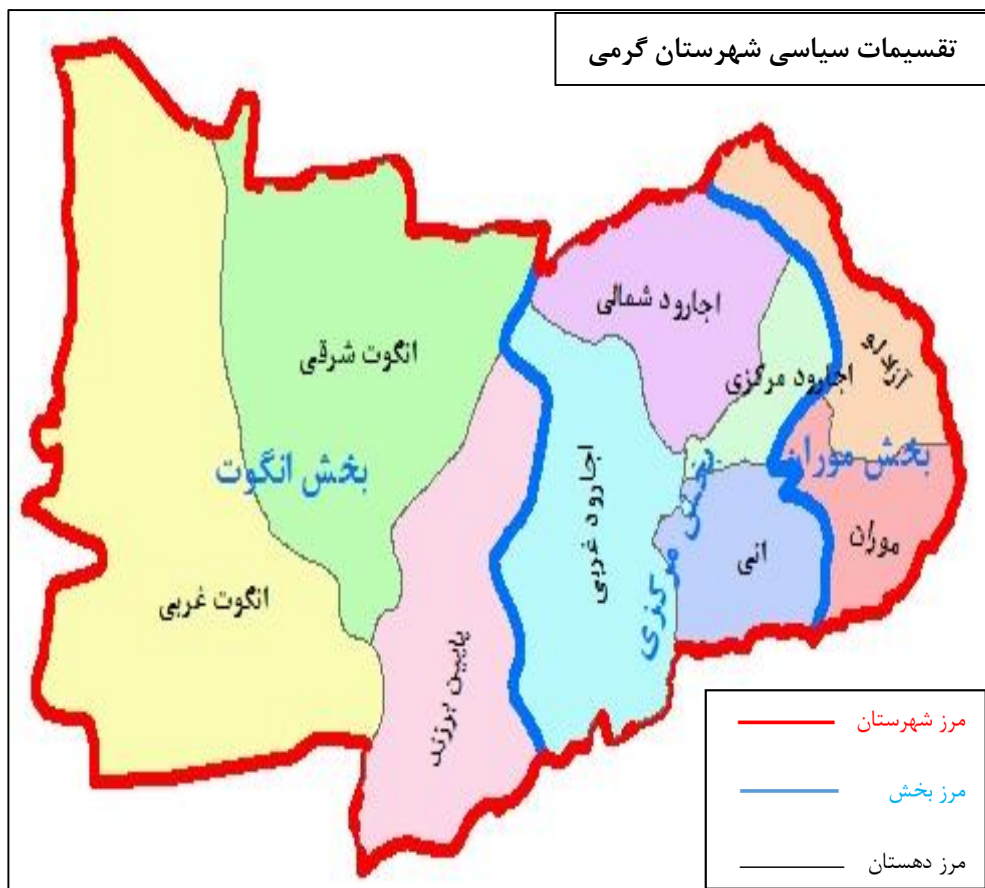 تقسیمات سیاسی شهرستان گرمی
آزادلو
اجارود شمالی
اجارود مرکزی
انگوت شرقی
بخش موران
بخش انگوت
اجارود غربی
بخش مرکزی
موران
انی
انگوت غربی
پایین برزند
مرز شهرستان
مرز بخش
مرز دهستان